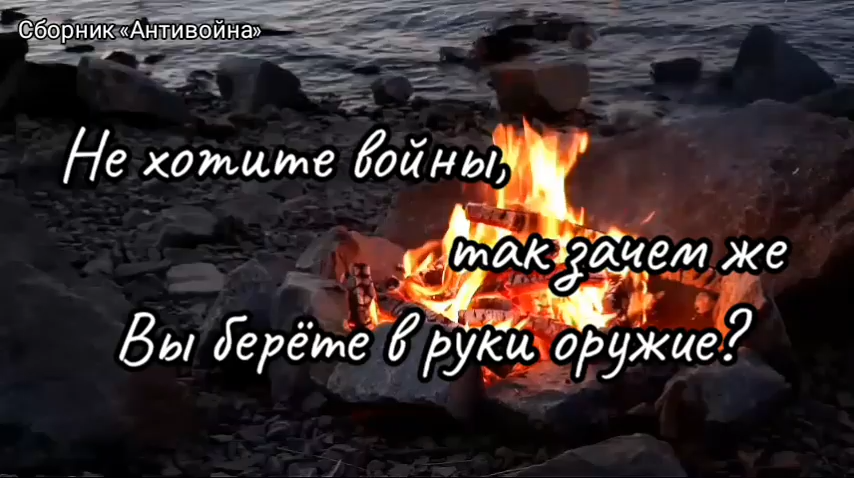 Сборник «Антивойна»
Не хотите войны,
так зачем же
Вы берёте в руки оружие?